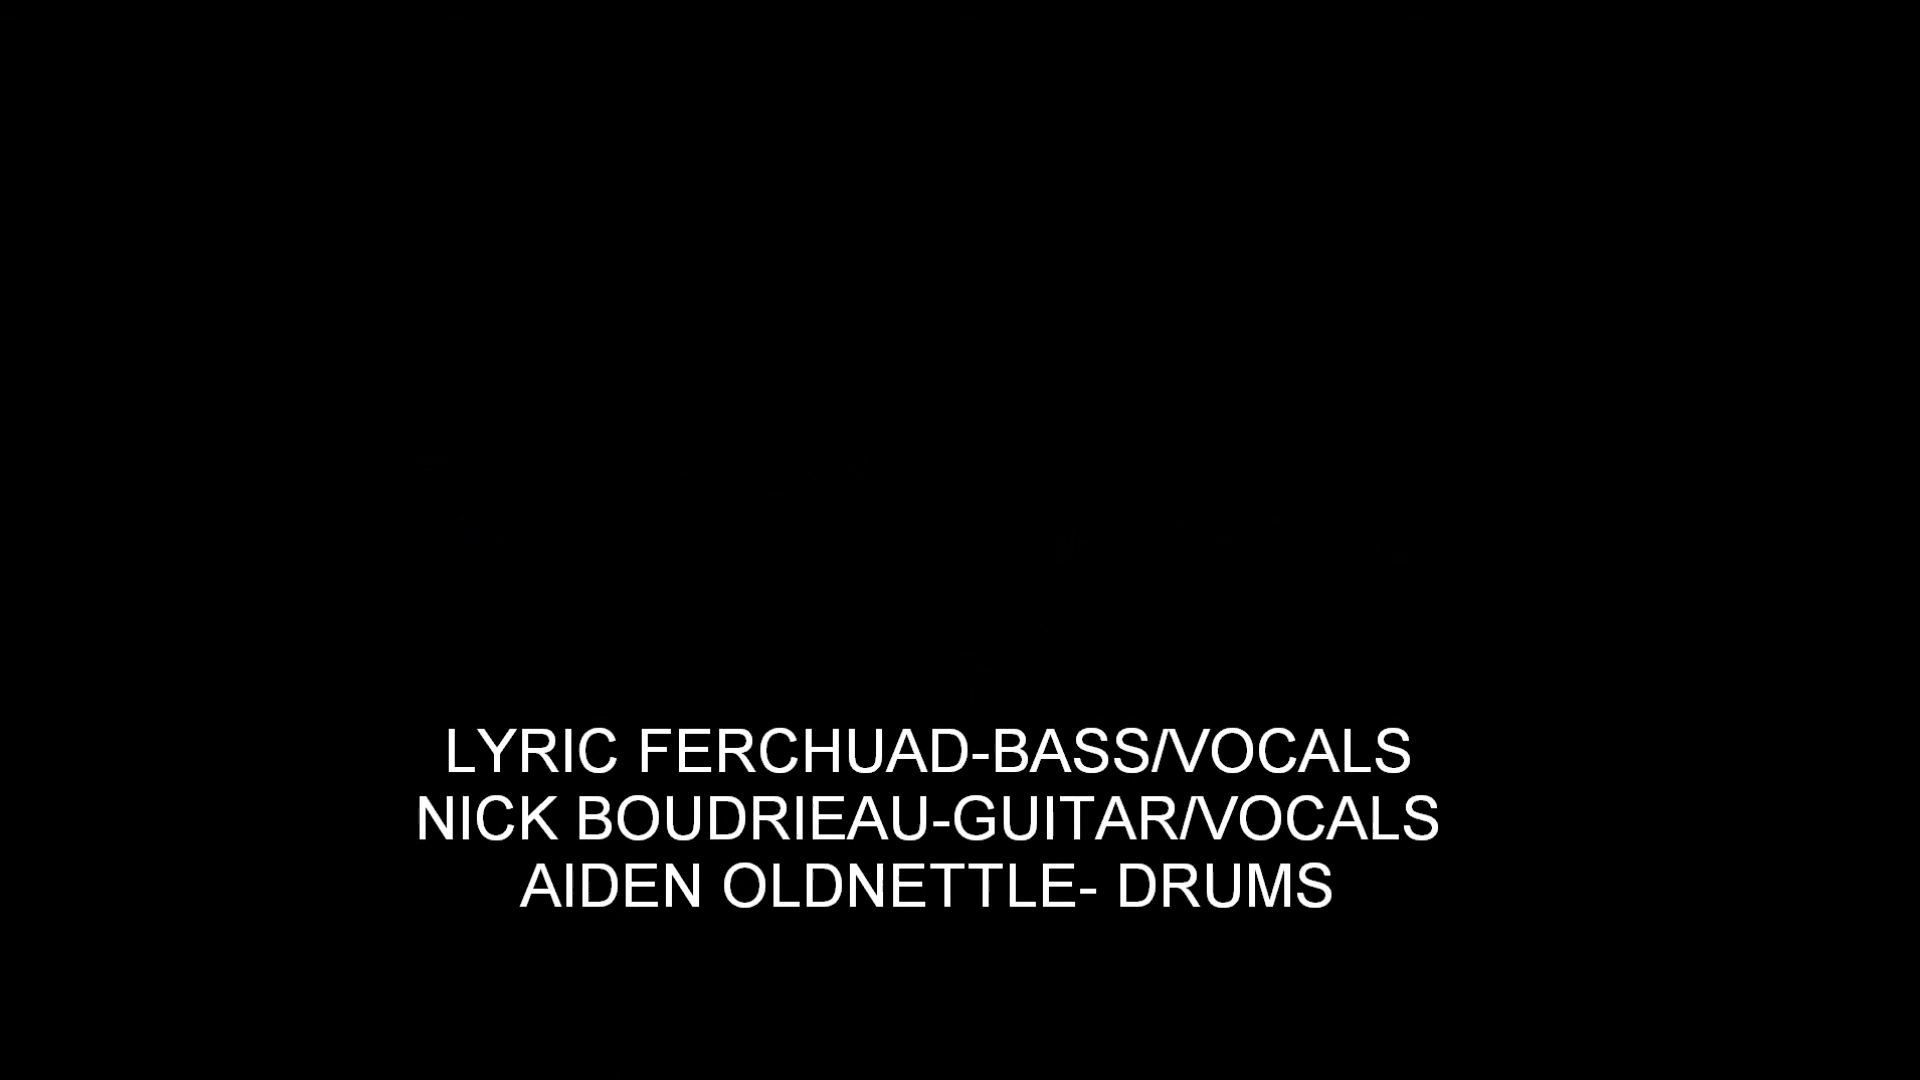 LYRIC FERCHUAD-BASS/VOCALS
NICK BOUDRIEAU-GUITAR/VOCALS
AIDEN OLDNETTLE- DRUMS